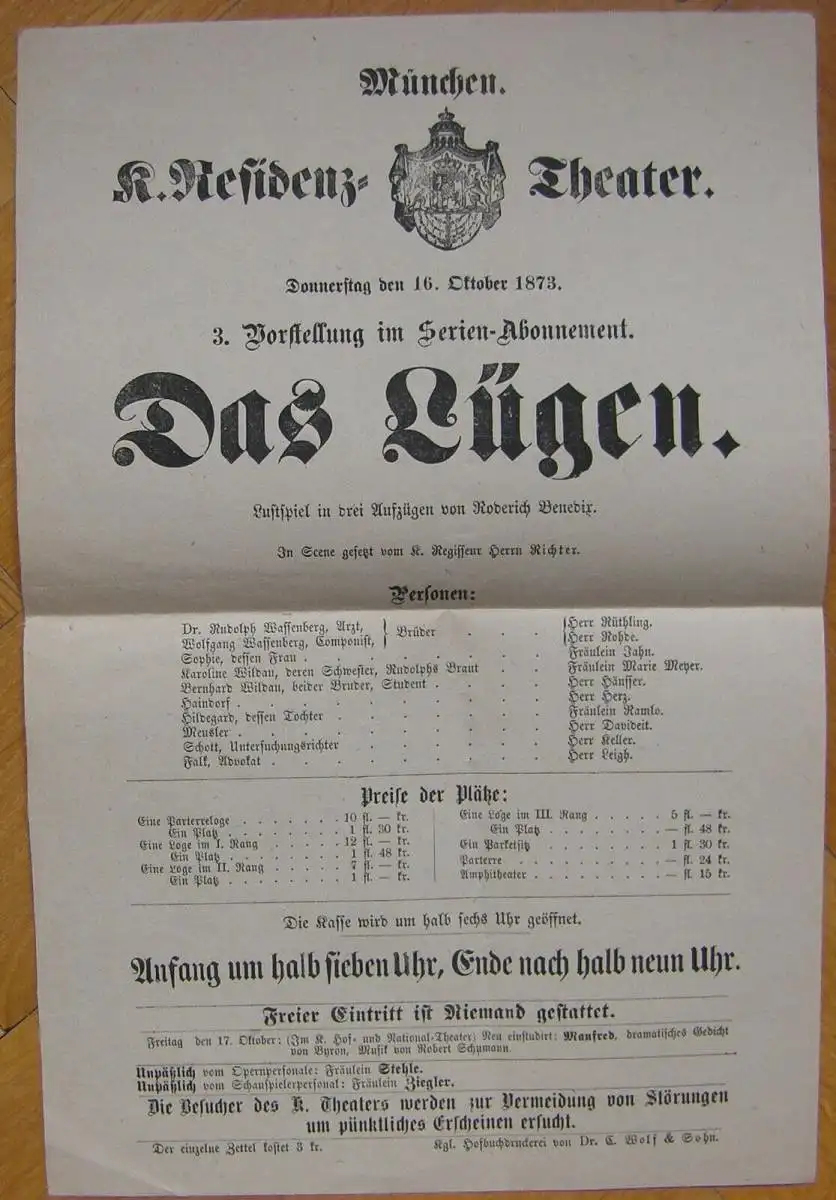 München.
K. Residenz-Theater.
Donnerstag den 16. Oktober 1873.
3. Vorstellung im Serien-Abonnement.
Das Lügen.
Lustspiel in drei Aufzügen von Roderich Benedix.
In Scene gesetzt vom K. Regisseur Herrn Richter.
Personen:
Dr. Rudolph Wassenberg, Arzt, } Brüder . . . { Herr Rüthling.
Wolfgang Wassenberg, Componist, } { Herr Rohde.
Sophie, dessen Frau . . . . . . . . Fräulein Jahn.
Karoline Wildau, deren Schwester, Rudolphs Braut . . Fräulein Marie Meyer.
Bernhard Wildau, beider Bruder, Student . . . . Herr Häusser.
Haindorf . . . . . . . . . Herr Herz.
Hildegard, dessen Tochter . . . . . . Fräulein Ramlo.
Meusler . . . . . . . . . Herr Davideit.
Schott, Untersuchungsrichter . . . . . . Herr Keller.
Falk, Advokat . . . . . . . . Herr Leigh.
Preise der Plätze:
Eine Parterreloge . . . . . . . 10 fl. — kr.
Ein Platz . . . . . . . . 1 fl. 30 kr.
Eine Loge im I. Rang . . . . . . 12 fl. — kr.
Ein Platz . . . . . . . . 1 fl. 48 kr.
Eine Loge im II. Rang . . . . . . 7 fl. — kr.
Ein Platz . . . . . . . . 1 fl. — kr.
Eine Loge im III. Rang . . . . . 5 fl. — kr.
Ein Platz . . . . . . . . — fl. 48 kr.
Ein Parketsitz . . . . . . . . 1 fl. 30 kr.
Parterre . . . . . . . . . — fl. 24 kr.
Amphitheater . . . . . . . . — fl. 15 kr.
Die Kasse wird um halb sechs Uhr geöffnet.
Anfang um halb sieben Uhr, Ende nach halb neun Uhr.
Freier Eintritt ist Niemand gestattet.
Freitag den 17. Oktober: (Im K. Hof- und National-Theater) Neu einstudirt: Manfred, dramatisches Gedicht
von Byron, Musik von Robert Schumann.
Unpäßlich vom Opernpersonale: Fräulein Stehle.
Unpäßlich vom Schauspielerpersonal: Fräulein Ziegler.
Die Besucher des K. Theaters werden zur Vermeidung von Störungen
um pünktliches Erscheinen ersucht.
Der einzelne Zettel kostet 3 kr. Kgl. Hofbuchdruckerei von Dr. C. Wolf & Sohn.